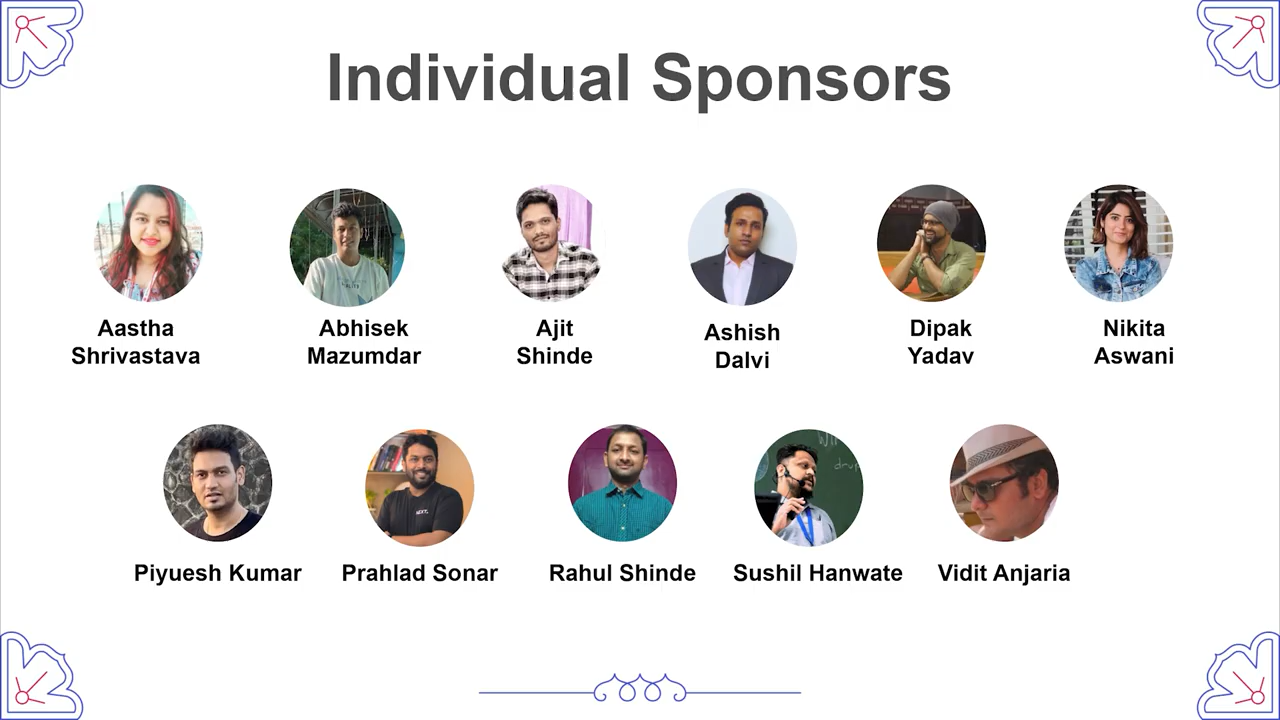 Individual Sponsors
Aastha
Shrivastava
Abhisek
Mazumdar
Ajit
Shinde
Ashish
Dalvi
Dipak
Yadav
Nikita
Aswani
Piyuesh Kumar
Prahlad Sonar
Rahul Shinde
Sushil Hanwate
Vidit Anjaria